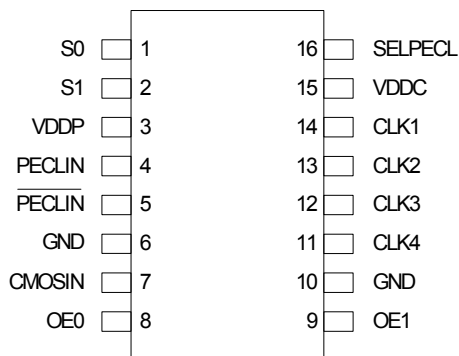 S0 1 16 SELPECL
S1 2 15 VDDC
VDDP 3 14 CLK1
PECLIN 4 13 CLK2
PECLIN 5 12 CLK3
GND 6 11 CLK4
CMOSIN 7 10 GND
OE0 8 9 OE1